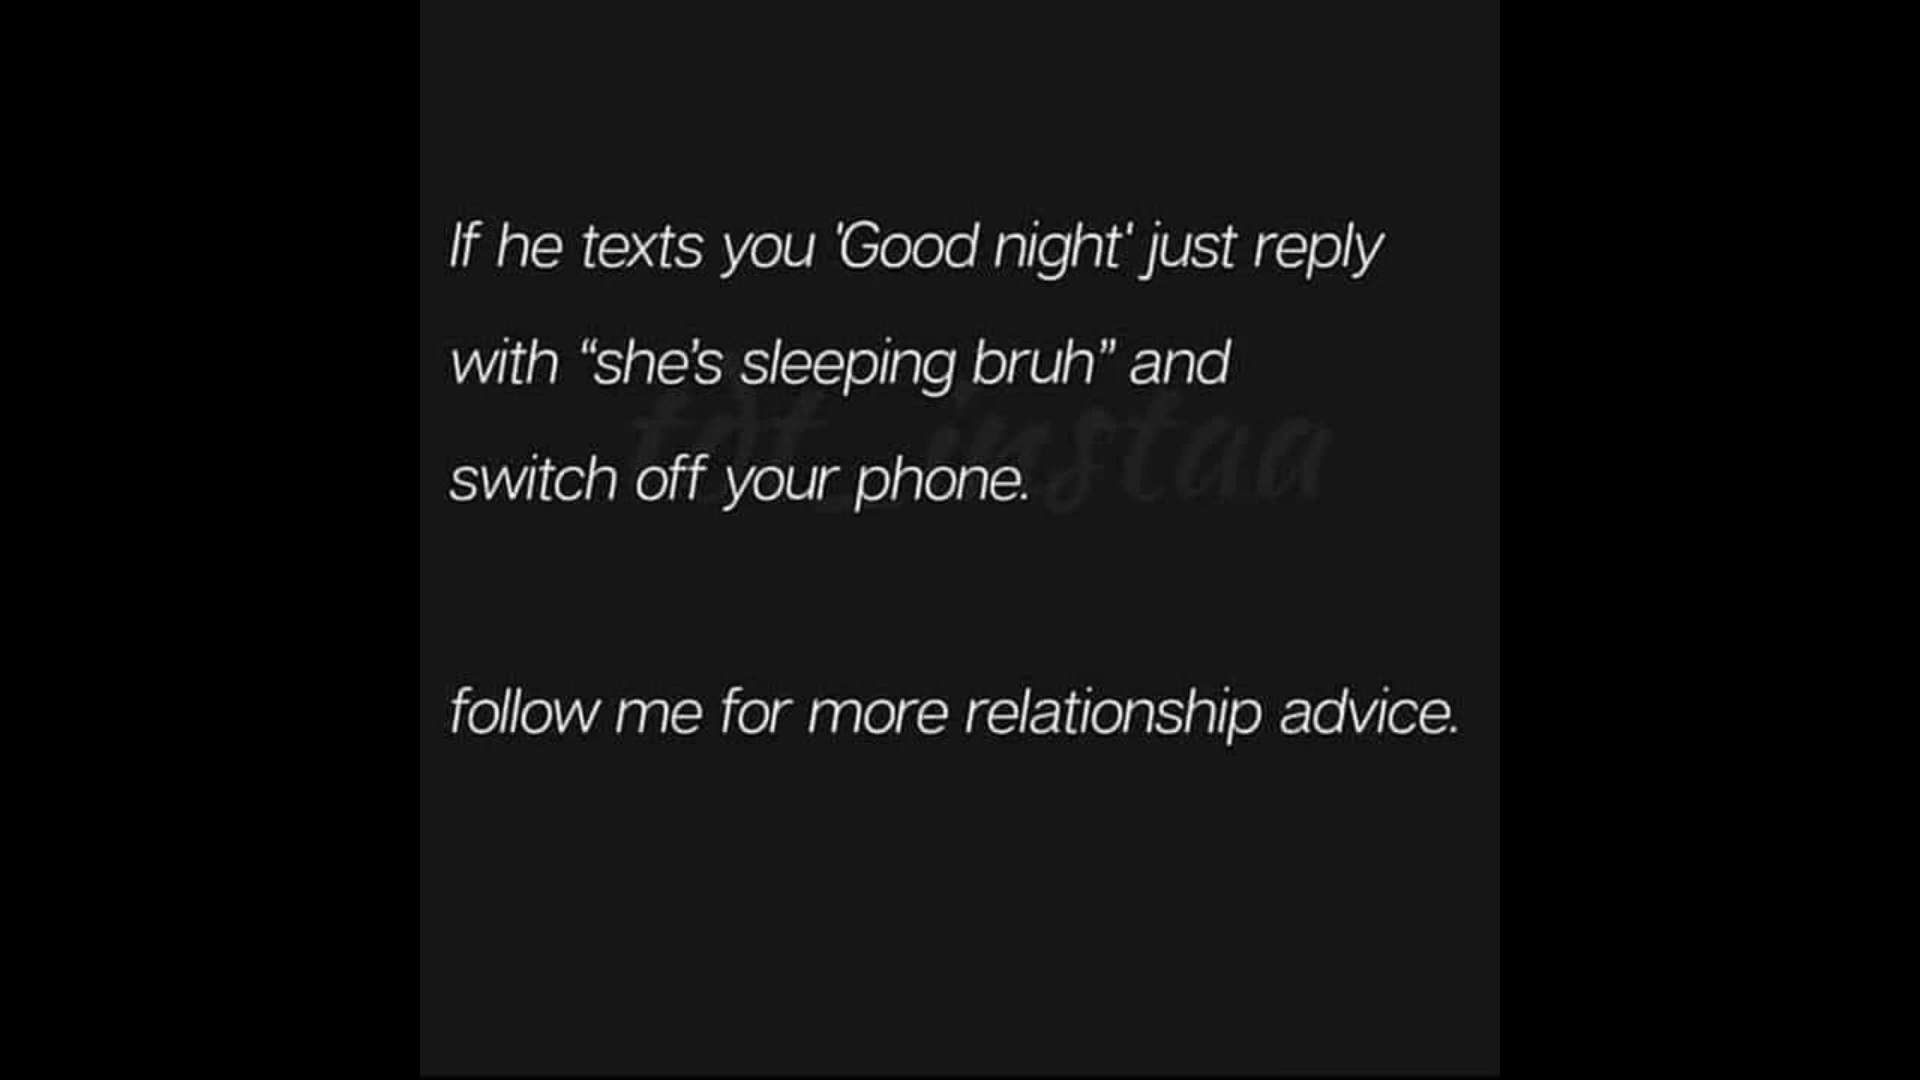 If he texts you 'Good night' just reply
with “she’s sleeping bruh” and
switch off your phone.
follow me for more relationship advice.